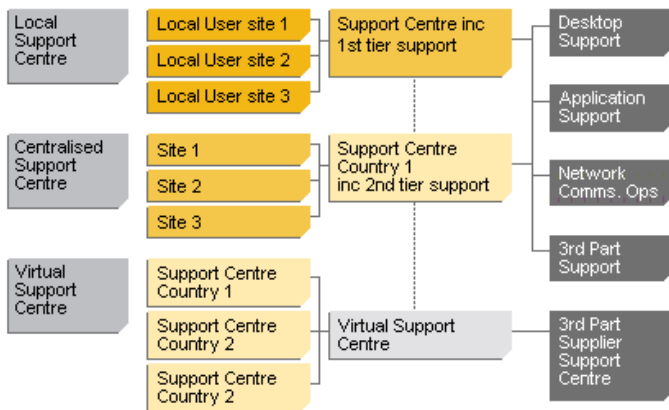 Local
Support
Centre
Local User site 1
Local User site 2
Local User site 3
Support Centre inc
1st tier support
Desktop
Support
Application
Support
Centralised
Support
Centre
Site 1
Site 2
Site 3
Support Centre
Country 1
inc 2nd tier support
Network
Comms. Ops
3rd Part
Support
Virtual
Support
Centre
Support Centre
Country 1
Support Centre
Country 2
Support Centre
Country 2
Virtual Support
Centre
3rd Part
Supplier
Support
Centre